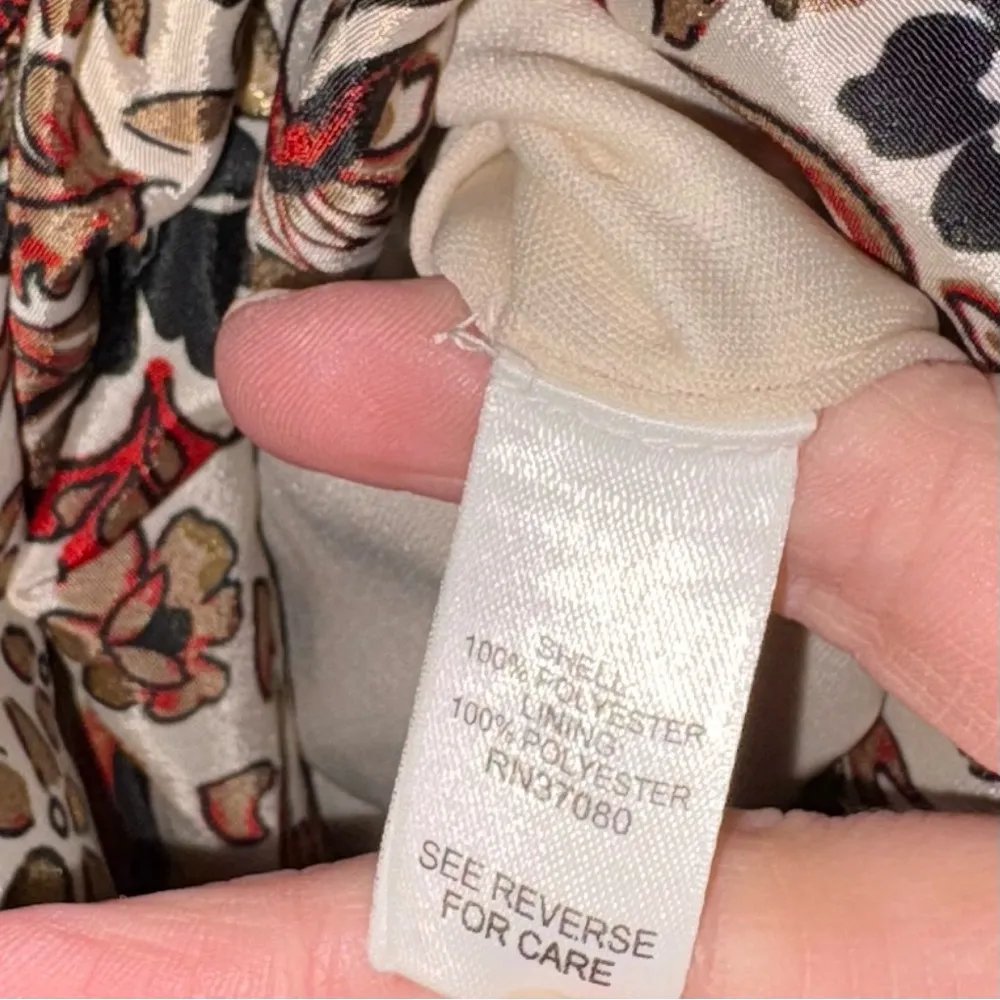 SHELL:
100% POLYESTER
LINING:
100% POLYESTER
RN37080
SEE REVERSE
FOR CARE